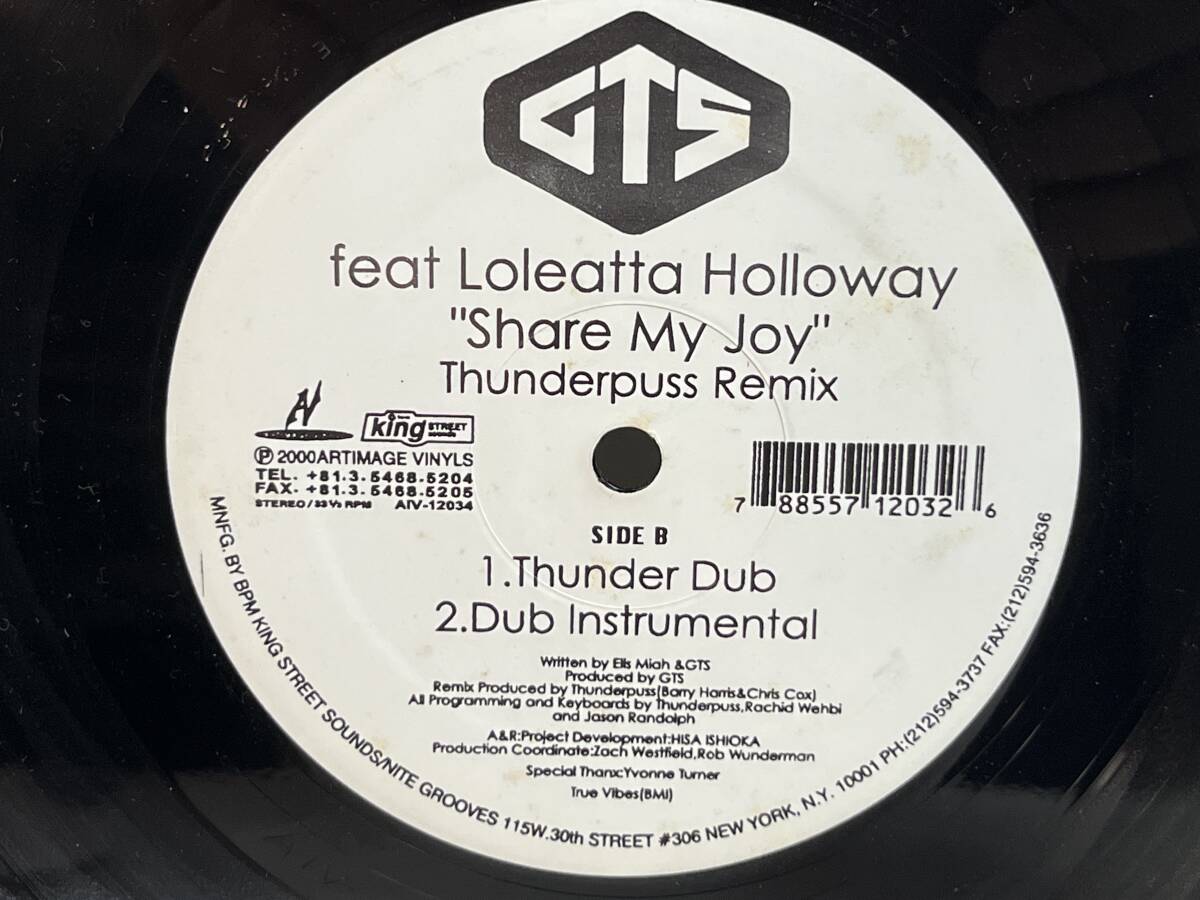 GTS
feat Loleatta Holloway
"Share My Joy"
Thunderpuss Remix
king STREET sounds
℗ 2000 ARTIMAGE VINYLS
TEL. +81.3.5468.5204
FAX. +81.3.5468.5205
STEREO/33 1/3 RPM AIV-12034
7 88557 12032 6
SIDE B
1.Thunder Dub
2.Dub Instrumental
Written by Ells Miah &GTS
Produced by GTS
Remix Produced by Thunderpuss(Barry Harris&Chris Cox)
All Programming and Keyboards by Thunderpuss,Rachid Wehbi
and Jason Randolph
A&R:Project Development:HISA ISHIOKA
Production Coordinate:Zach Westfield,Rob Wunderman
Special Thanx:Yvonne Turner
True Vibes(BMI)
MNFG. BY BPM KING STREET SOUNDS/NITE GROOVES 115W.30th STREET #306 NEW YORK, N.Y. 10001 PH:(212)594-3737 FAX:(212)594-3636